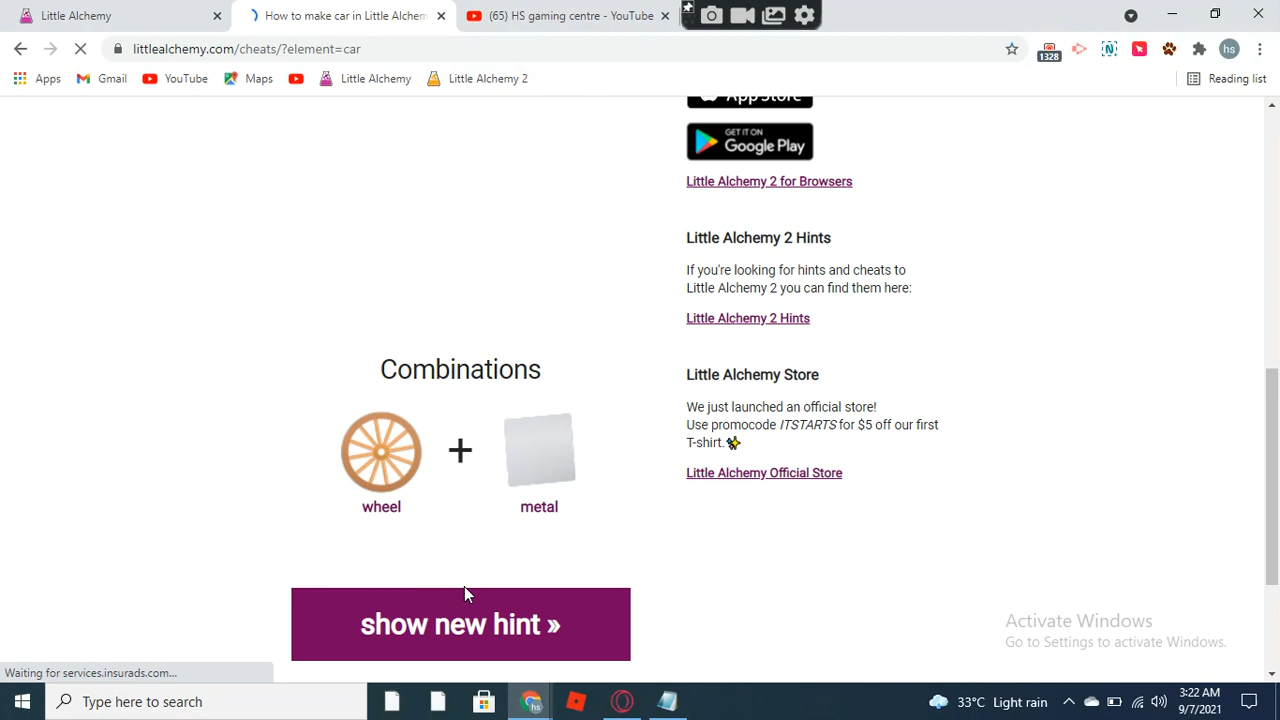 Little Alc
How to make car in Little Alchem
(65) HS gaming centre - YouTube
littlealchemy.com/cheats/?element=car
1328
hs
Apps
Gmail
YouTube
Maps
Little Alchemy
Little Alchemy 2
Reading list
App Store
GET IT ON
Google Play
Little Alchemy 2 for Browsers
Little Alchemy 2 Hints
If you're looking for hints and cheats to
Little Alchemy 2 you can find them here:
Little Alchemy 2 Hints
Combinations
+
wheel
metal
Little Alchemy Store
We just launched an official store!
Use promocode ITSTARTS for $5 off our first
T-shirt.✨
Little Alchemy Official Store
show new hint »
Activate Windows
Go to Settings to activate Windows.
Waiting for services.insurads.com...
Type here to search
hs
33°C Light rain
3:22 AM
9/7/2021